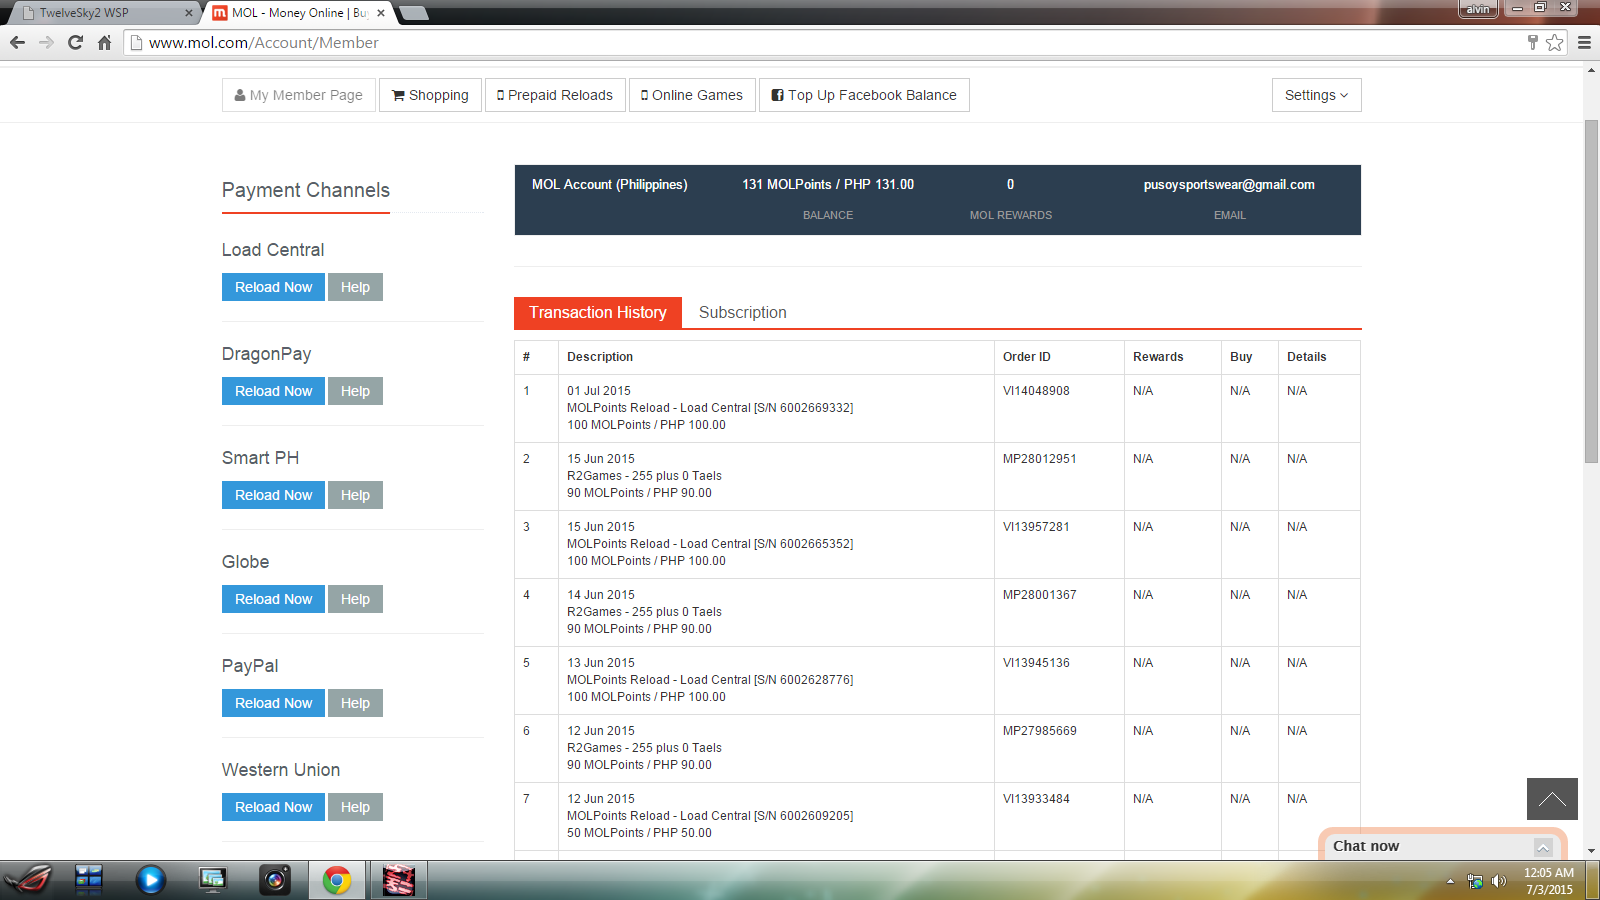 TwelveSky2 WSP
MOL - Money Online | Bu
alvin
www.mol.com/Account/Member
My Member Page
Shopping
Prepaid Reloads
Online Games
Top Up Facebook Balance
Settings
Payment Channels
Load Central
Reload Now Help
DragonPay
Reload Now Help
Smart PH
Reload Now Help
Globe
Reload Now Help
PayPal
Reload Now Help
Western Union
Reload Now Help
MOL Account (Philippines) 131 MOLPoints / PHP 131.00 0 pusoysportswear@gmail.com
BALANCE MOL REWARDS EMAIL
Transaction History Subscription
# Description Order ID Rewards Buy Details
1 01 Jul 2015 VI14048908 N/A N/A N/A
MOLPoints Reload - Load Central [S/N 6002669332]
100 MOLPoints / PHP 100.00
2 15 Jun 2015 MP28012951 N/A N/A N/A
R2Games - 255 plus 0 Taels
90 MOLPoints / PHP 90.00
3 15 Jun 2015 VI13957281 N/A N/A N/A
MOLPoints Reload - Load Central [S/N 6002665352]
100 MOLPoints / PHP 100.00
4 14 Jun 2015 MP28001367 N/A N/A N/A
R2Games - 255 plus 0 Taels
90 MOLPoints / PHP 90.00
5 13 Jun 2015 VI13945136 N/A N/A N/A
MOLPoints Reload - Load Central [S/N 6002628776]
100 MOLPoints / PHP 100.00
6 12 Jun 2015 MP27985669 N/A N/A N/A
R2Games - 255 plus 0 Taels
90 MOLPoints / PHP 90.00
7 12 Jun 2015 VI13933484 N/A N/A N/A
MOLPoints Reload - Load Central [S/N 6002609205]
50 MOLPoints / PHP 50.00
Chat now
12:05 AM
7/3/2015